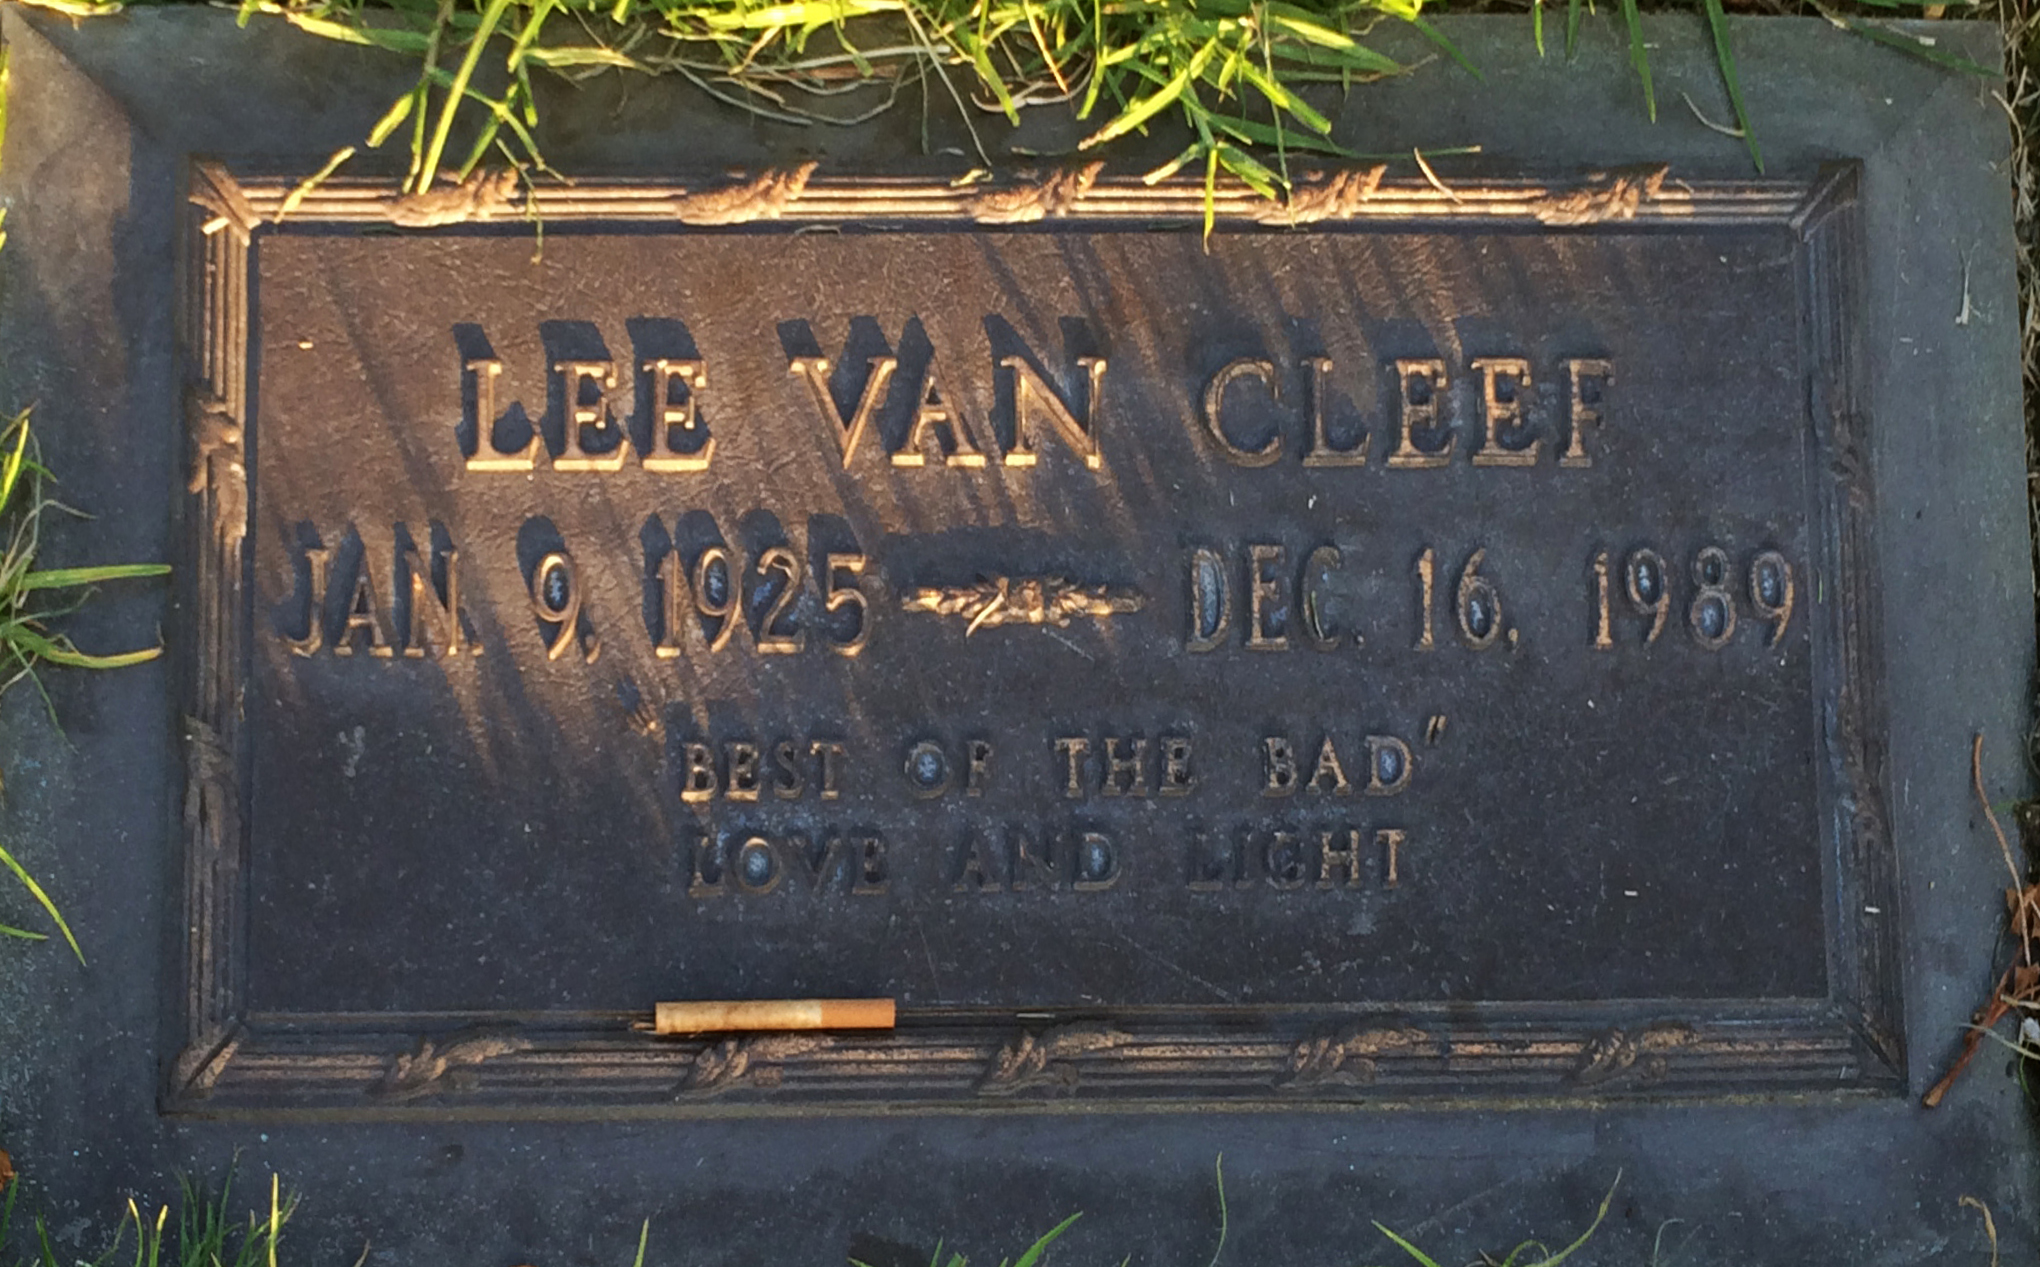 LEE VAN CLEEF
JAN. 9, 1925 DEC. 16, 1989
"BEST OF THE BAD"
LOVE AND LIGHT